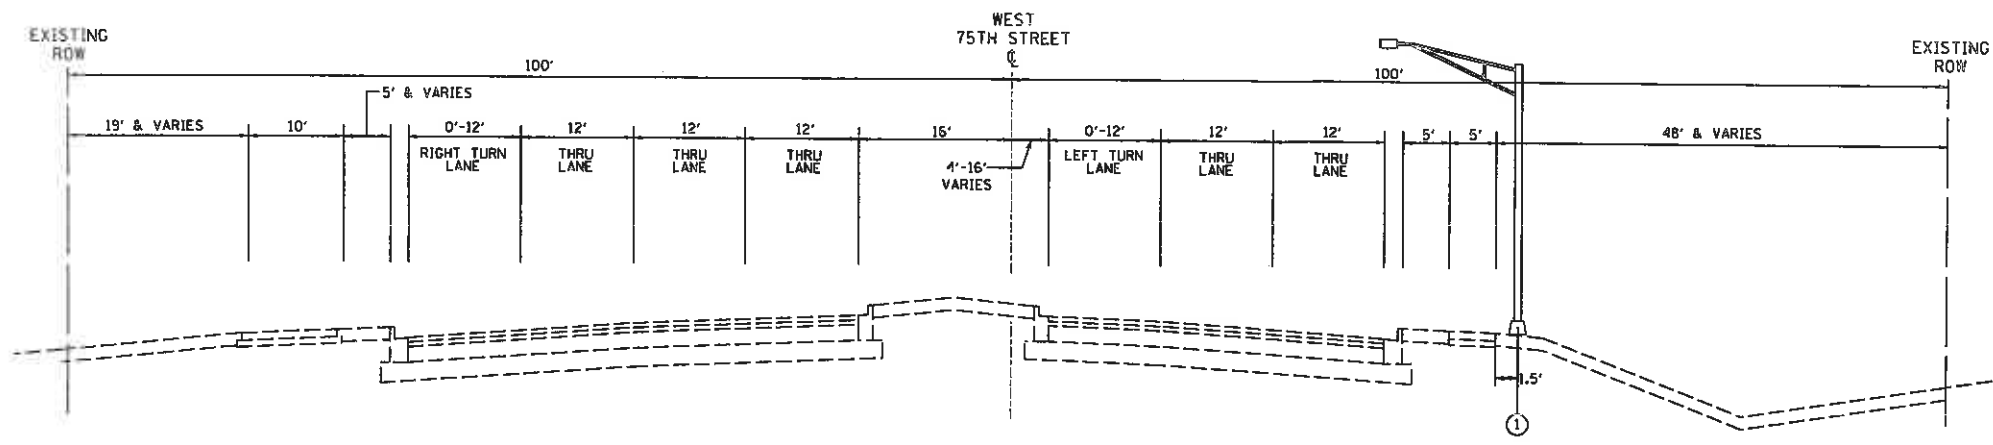 WEST
75TH STREET
℄
EXISTING
ROW
EXISTING
ROW
100'
100'
5' & VARIES
19' & VARIES
10'
0'-12'
12'
12'
12'
16'
0'-12'
12'
12'
5'
5'
48' & VARIES
RIGHT TURN
LANE
THRU
LANE
THRU
LANE
THRU
LANE
4'-16'
VARIES
LEFT TURN
LANE
THRU
LANE
THRU
LANE
1.5'
1